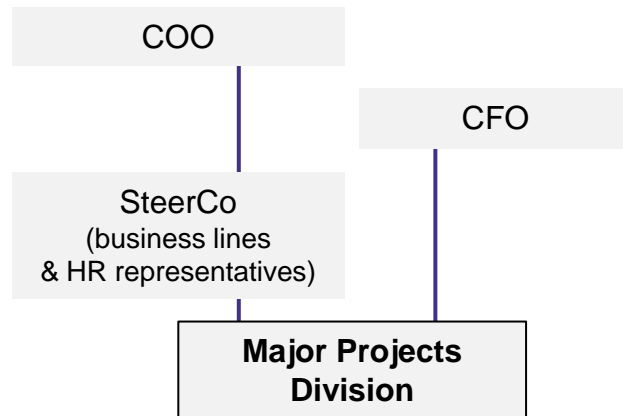 COO
CFO
SteerCo
(business lines
& HR representatives)
Major Projects
Division